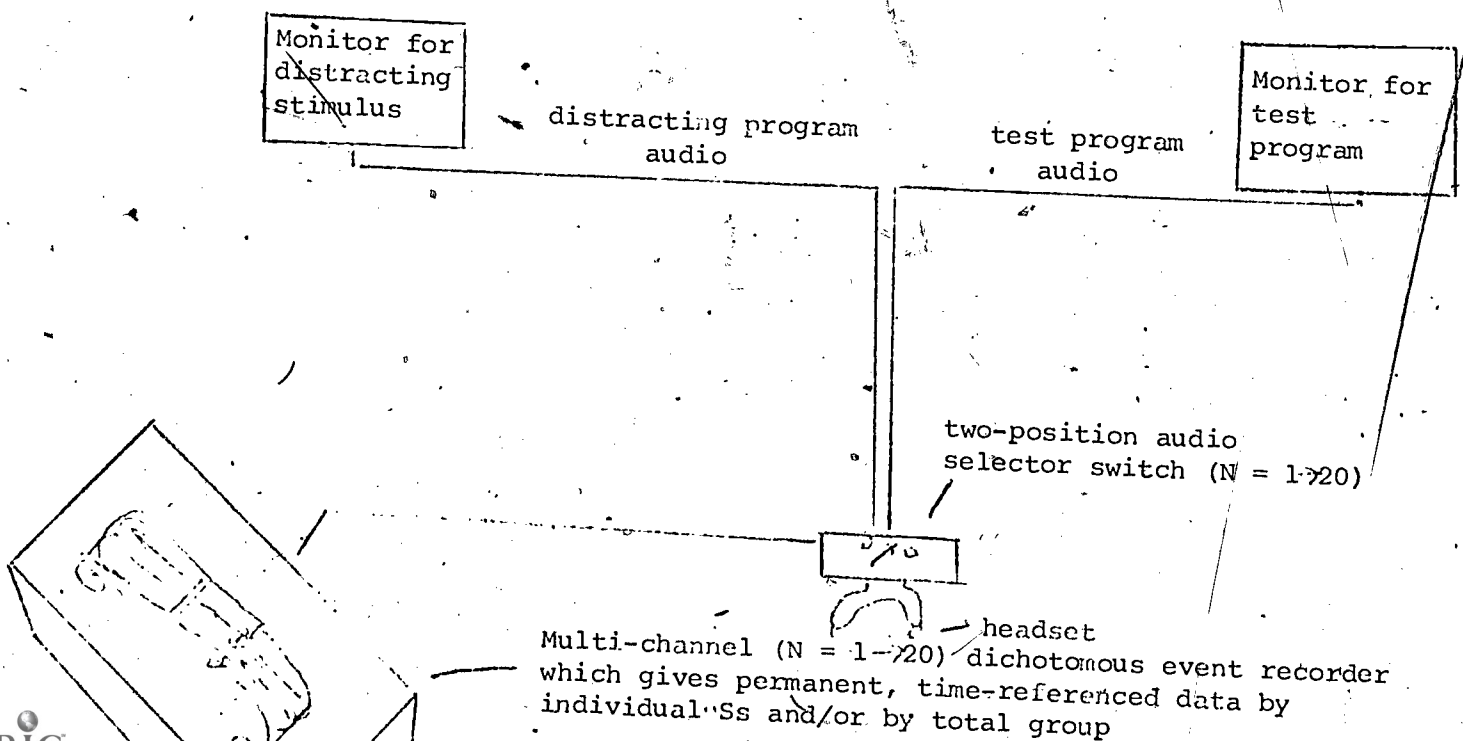 Monitor for
distracting
stimulus
distracting program
audio
test program
audio
Monitor for
test
program
two-position audio
selector switch (N = 1->20)
headset
Multi-channel (N = 1->20) dichotomous event recorder
which gives permanent, time-referenced data by
individual Ss and/or by total group
ERIC